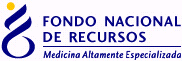 FONDO NACIONAL
DE RECURSOS
Medicina Altamente Especializada